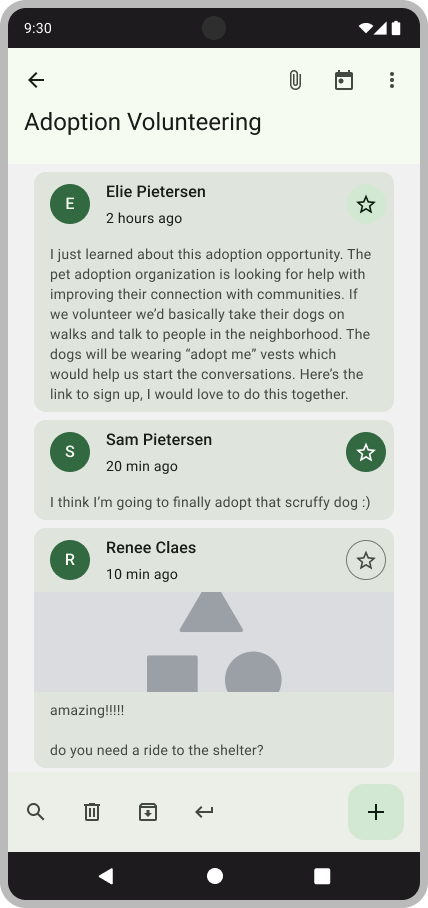 9:30
Adoption Volunteering
E
Elie Pietersen
2 hours ago
I just learned about this adoption opportunity. The
pet adoption organization is looking for help with
improving their connection with communities. If
we volunteer we’d basically take their dogs on
walks and talk to people in the neighborhood. The
dogs will be wearing “adopt me” vests which
would help us start the conversations. Here’s the
link to sign up, I would love to do this together.
S
Sam Pietersen
20 min ago
I think I’m going to finally adopt that scruffy dog :)
R
Renee Claes
10 min ago
amazing!!!!!
do you need a ride to the shelter?